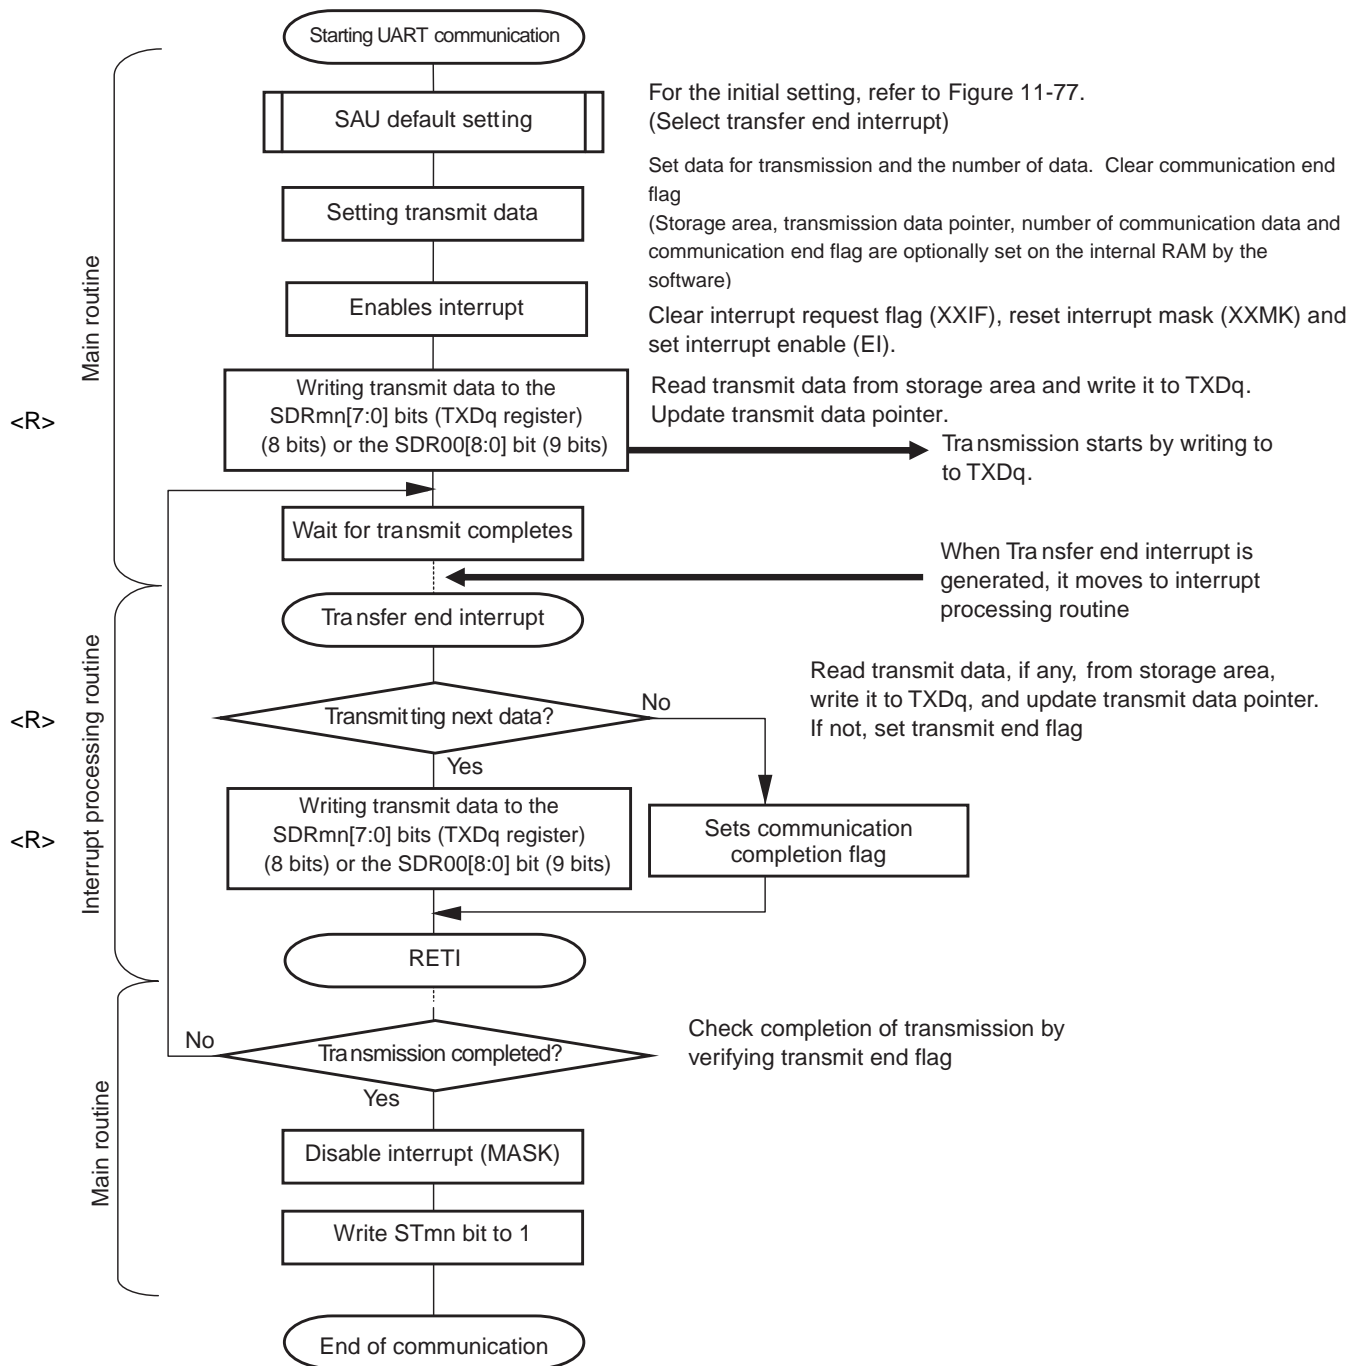 Starting UART communication
SAU default setting
For the initial setting, refer to Figure 11-77.
(Select transfer end interrupt)
Setting transmit data
Set data for transmission and the number of data.  Clear communication end
flag
(Storage area, transmission data pointer, number of communication data and
communication end flag are optionally set on the internal RAM by the
software)
Enables interrupt
Clear interrupt request flag (XXIF), reset interrupt mask (XXMK) and
set interrupt enable (EI).
Main routine
<R>
Writing transmit data to the
SDRmn[7:0] bits (TXDq register)
(8 bits) or the SDR00[8:0] bit (9 bits)
Read transmit data from storage area and write it to TXDq.
Update transmit data pointer.
Transmission starts by writing to
to TXDq.
Wait for transmit completes
When Transfer end interrupt is
generated, it moves to interrupt
processing routine
Transfer end interrupt
Interrupt processing routine
<R>
Transmitting next data?
No
Yes
Read transmit data, if any, from storage area,
write it to TXDq, and update transmit data pointer.
If not, set transmit end flag
<R>
Writing transmit data to the
SDRmn[7:0] bits (TXDq register)
(8 bits) or the SDR00[8:0] bit (9 bits)
Sets communication
completion flag
RETI
Main routine
No
Transmission completed?
Yes
Check completion of transmission by
verifying transmit end flag
Disable interrupt (MASK)
Write STmn bit to 1
End of communication